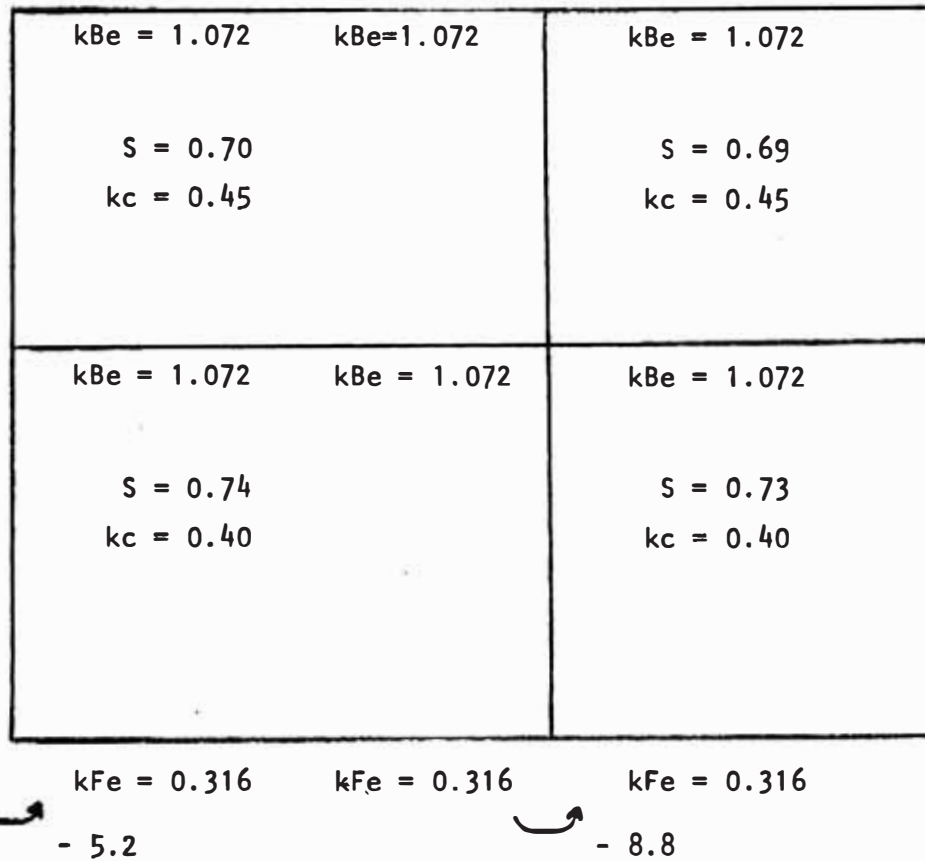 kBe = 1.072 kBe=1.072 kBe = 1.072
S = 0.70 S = 0.69
kc = 0.45 kc = 0.45
kBe = 1.072 kBe = 1.072 kBe = 1.072
S = 0.74 S = 0.73
kc = 0.40 kc = 0.40
kFe = 0.316 kFe = 0.316 kFe = 0.316
- 5.2 - 8.8